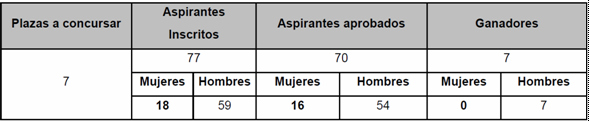 Plazas a concursar Aspirantes Inscritos Aspirantes aprobados Ganadores
7 77 70 7
Mujeres Hombres Mujeres Hombres Mujeres Hombres
18 59 16 54 0 7